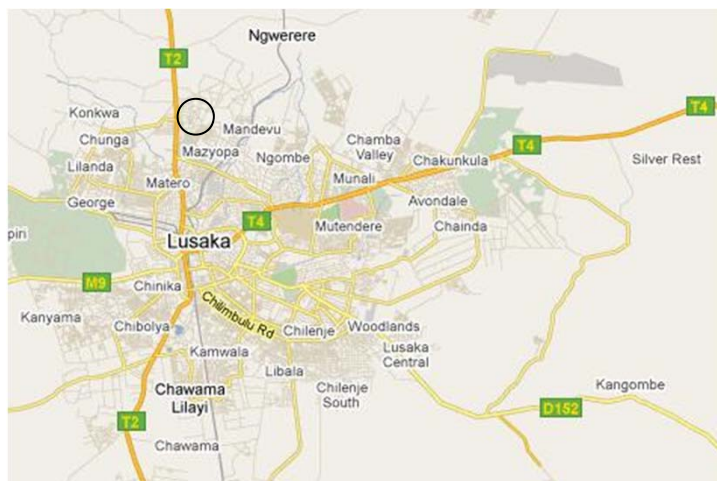 Ngwerere
T2
T4
Konkwa
Mandevu
Chunga
Chamba
Valley
T4
Mazyopa
Ngombe
Silver Rest
Lilanda
Chakunkula
Matero
Munali
George
Avondale
T4
Mutendere
Chainda
piri
Lusaka
M9
Chinika
Chilimbulu Rd
Kanyama
Chibolya
Chilenje
Woodlands
Kamwala
Lusaka
Central
Libala
Kangombe
Chawama
Lilayi
Chilenje
South
D152
T2
Chawama